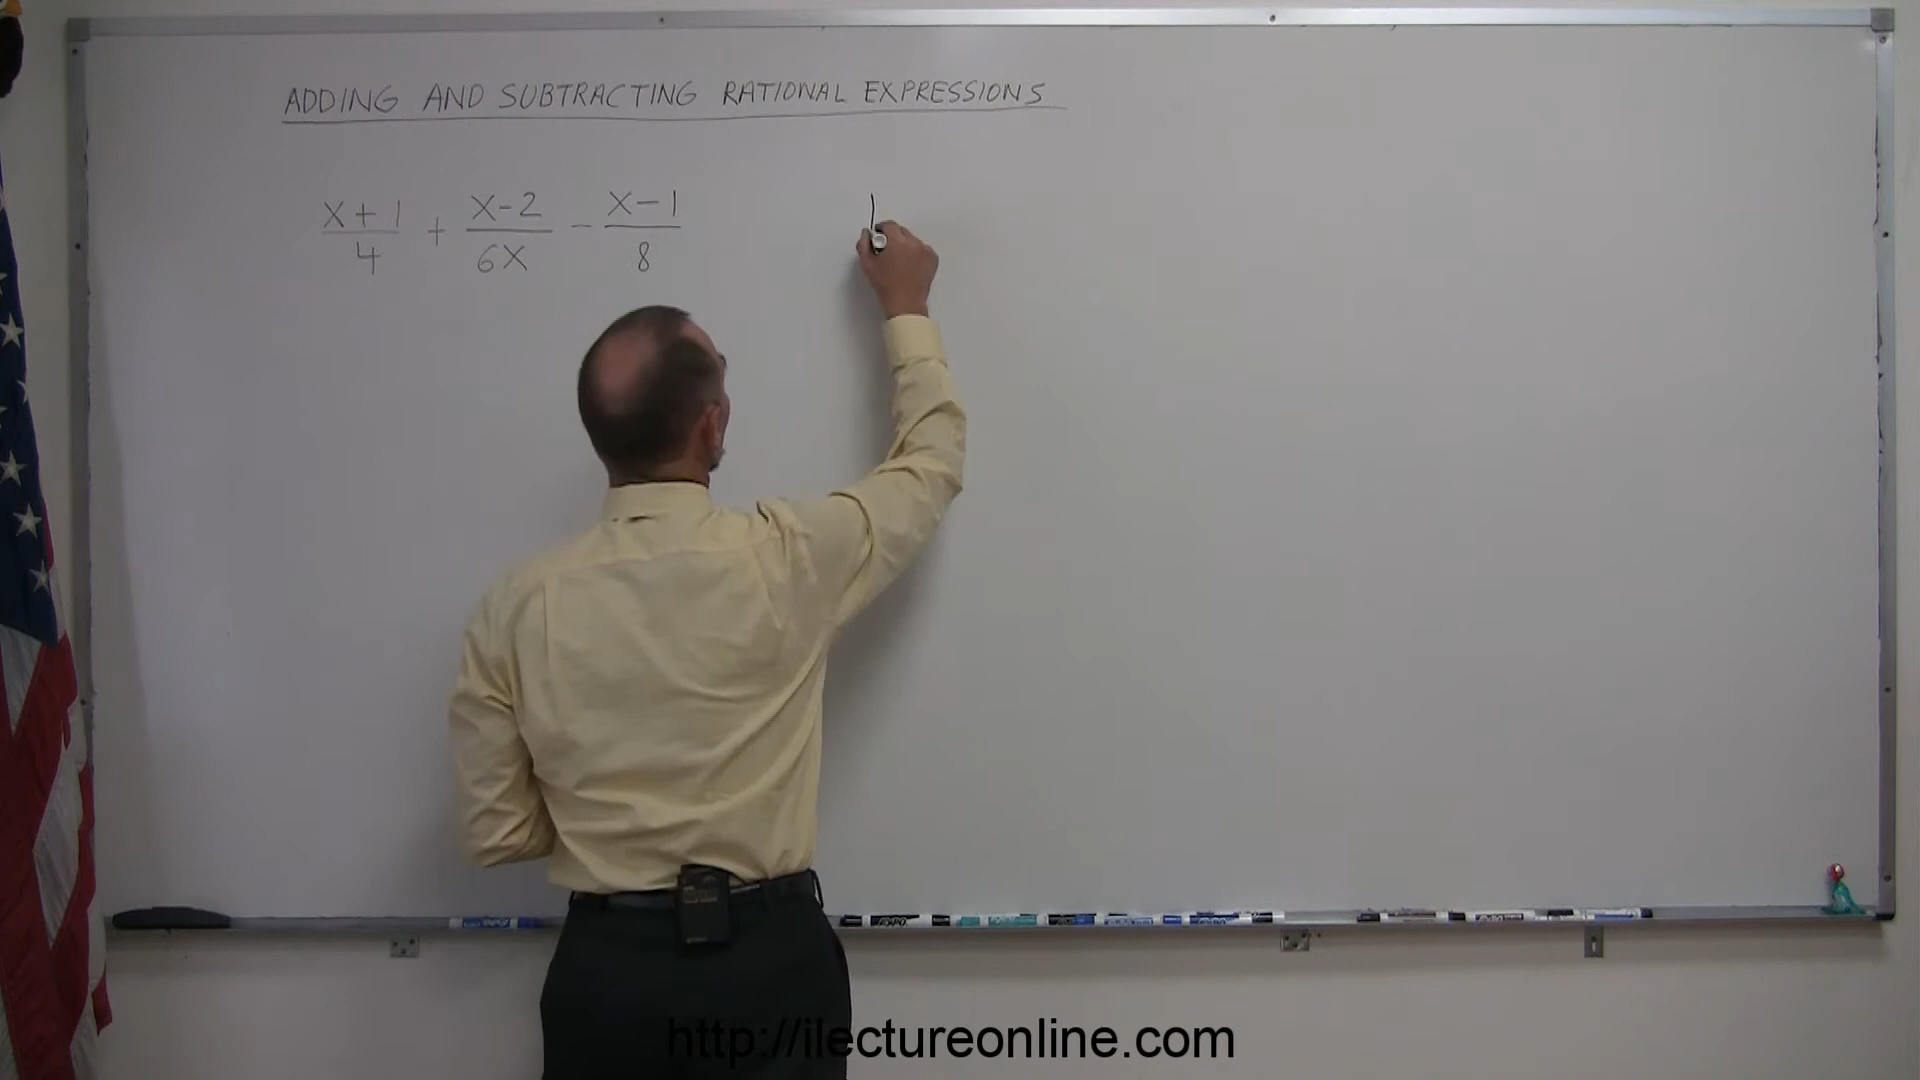 ADDING AND SUBTRACTING RATIONAL EXPRESSIONS
x+1/4 + x-2/6x - x-1/8
http://ilectureonline.com